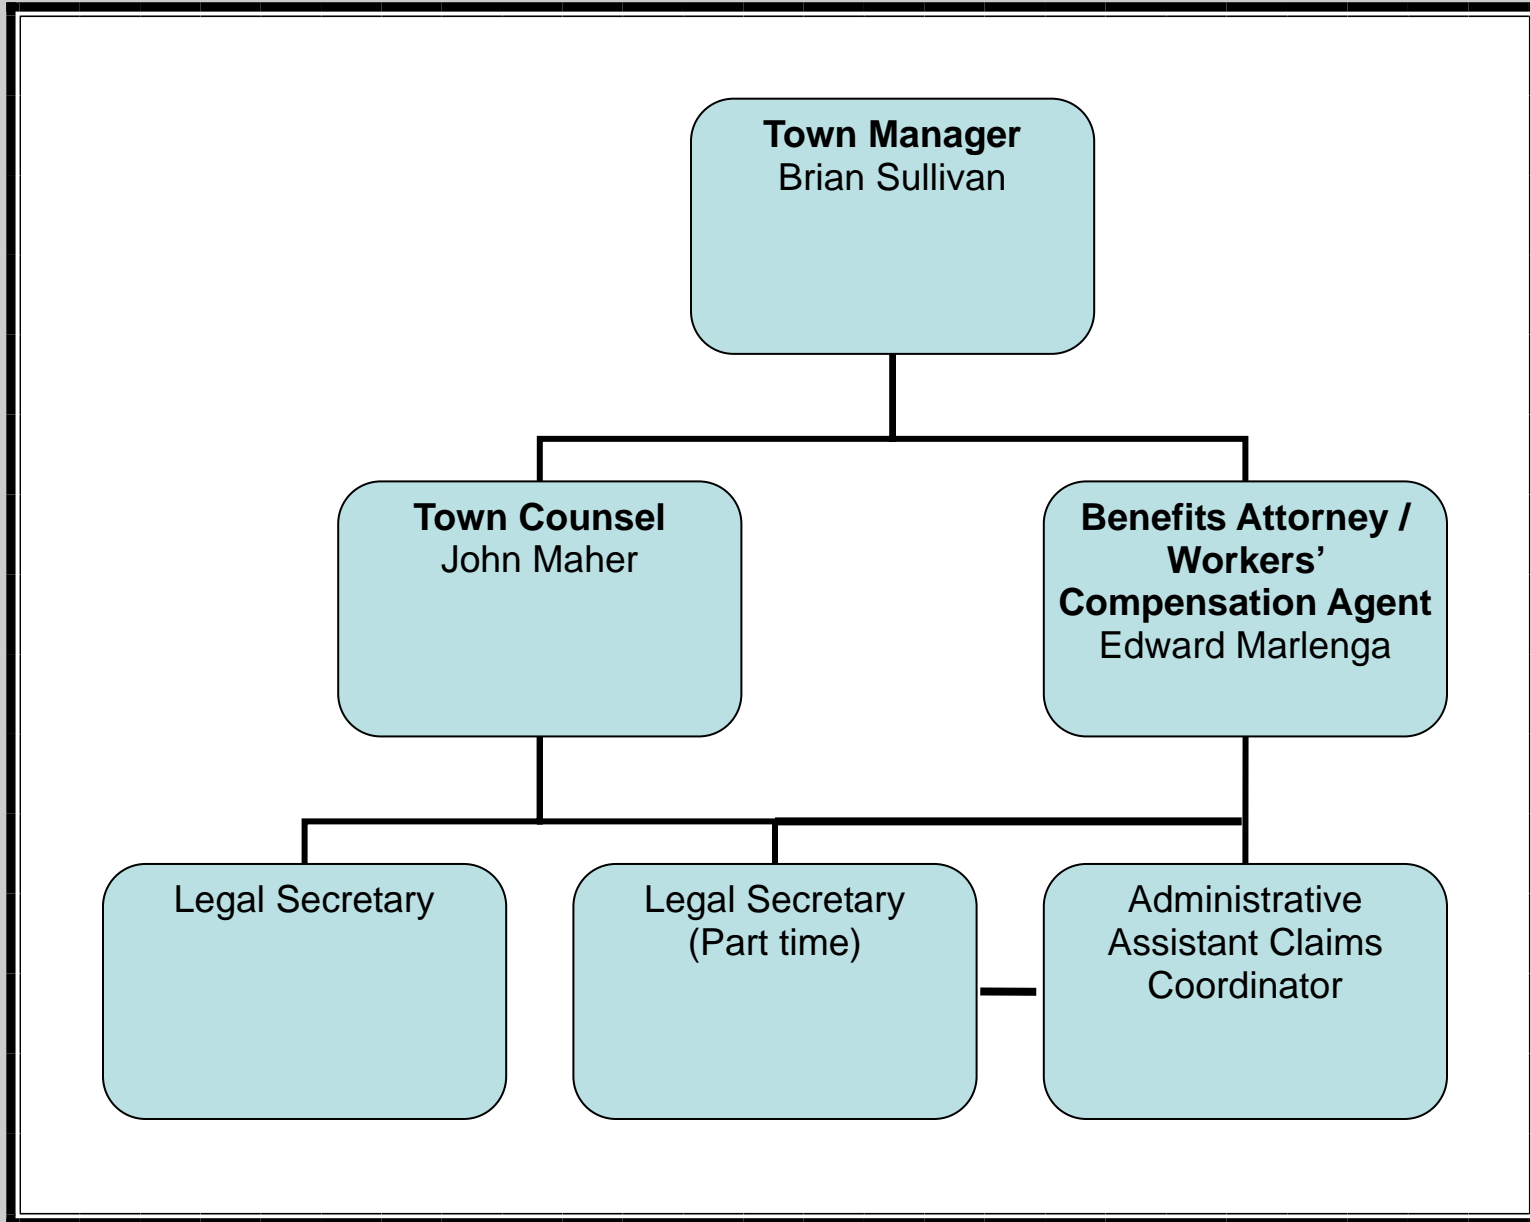 Town Manager
Brian Sullivan
Town Counsel
John Maher
Benefits Attorney /
Workers’
Compensation Agent
Edward Marlenga
Legal Secretary
Legal Secretary
(Part time)
Administrative
Assistant Claims
Coordinator